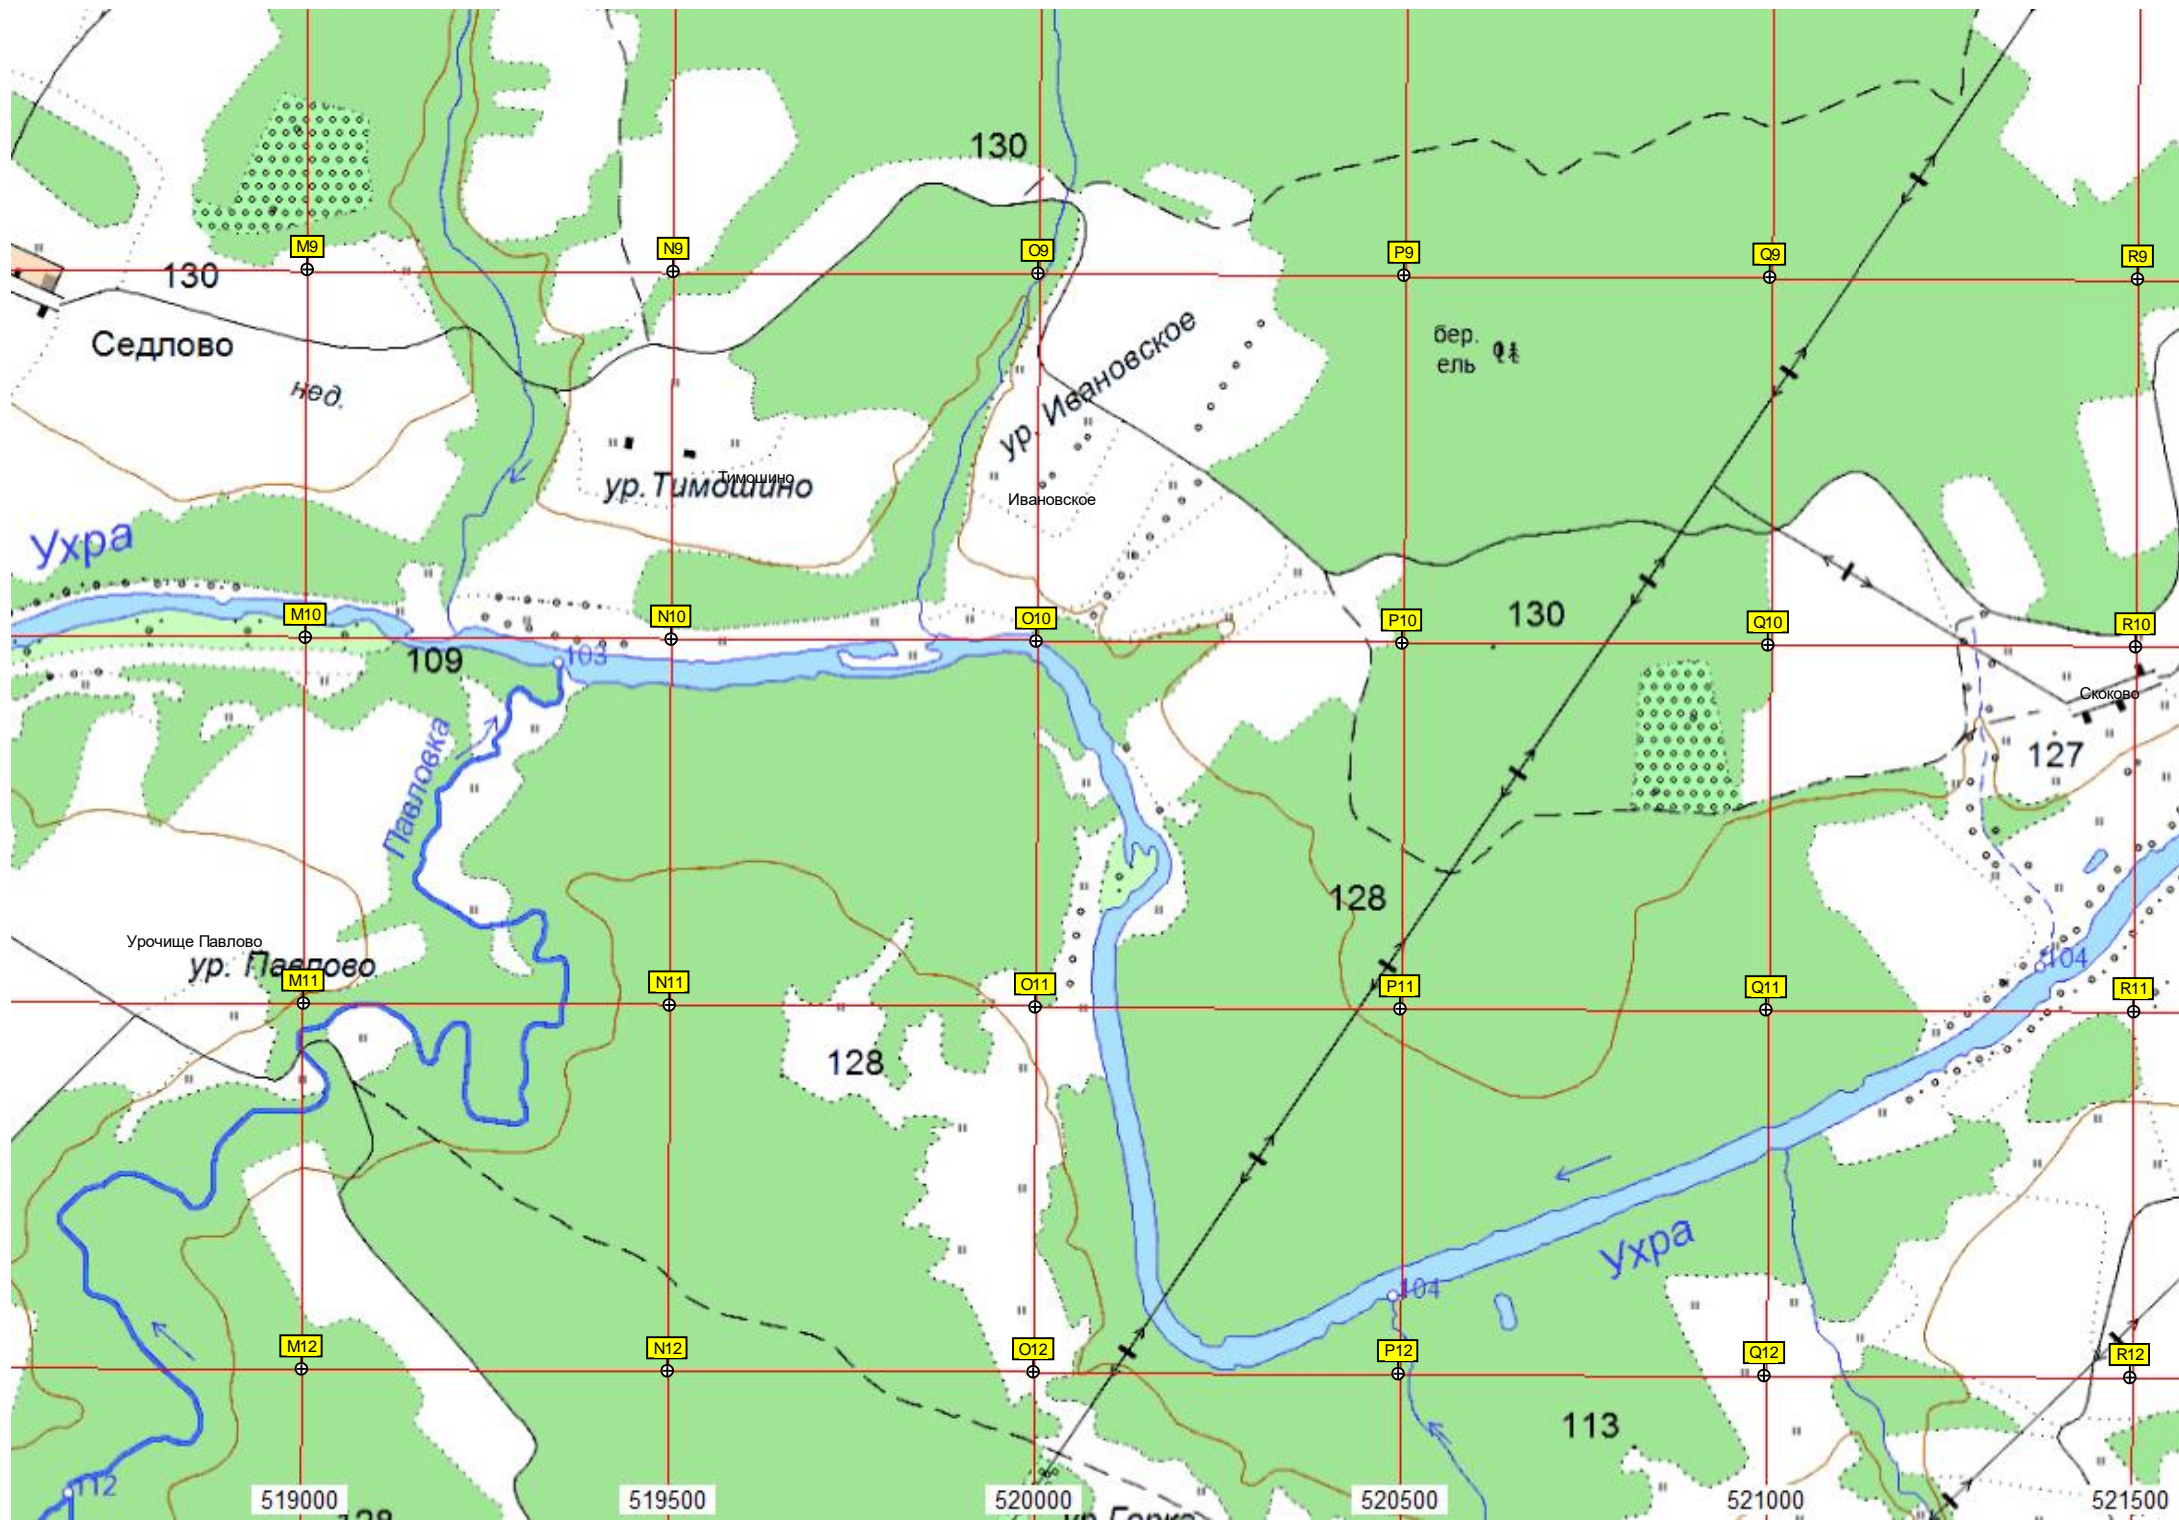 130
M9
N9
O9
P9
Q9
R9
130
Седлово
нед.
ур. Ивановское
бер.
ель
Тимошино
ур. Тимошино
Ивановское
Ухра
M10
N10
O10
P10
130
Q10
R10
109
103
Скоково
Павловка
127
128
Урочище Павлово
ур. Павлово
104
M11
N11
O11
P11
Q11
R11
128
Ухра
104
M12
N12
O12
P12
Q12
R12
113
112
519000
519500
520000
520500
521000
521500
128
ур. Горка